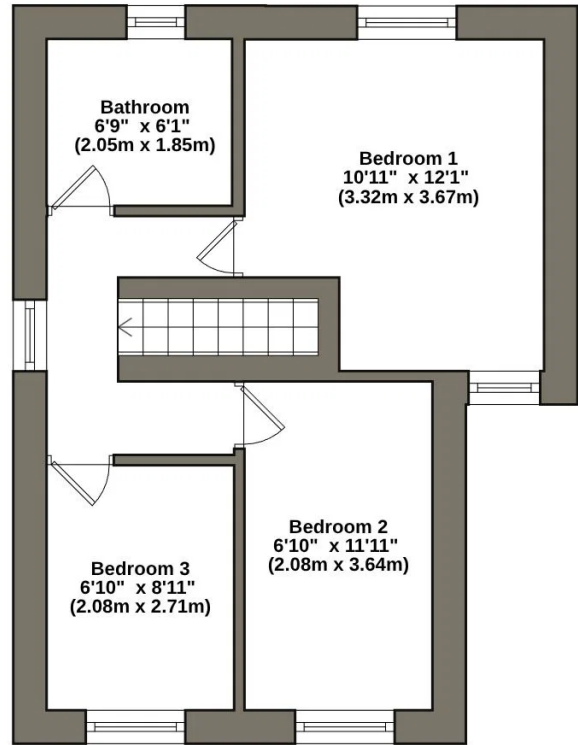 Bathroom
6'9" x 6'1"
(2.05m x 1.85m)
Bedroom 1
10'11" x 12'1"
(3.32m x 3.67m)
Bedroom 2
6'10" x 11'11"
(2.08m x 3.64m)
Bedroom 3
6'10" x 8'11"
(2.08m x 2.71m)